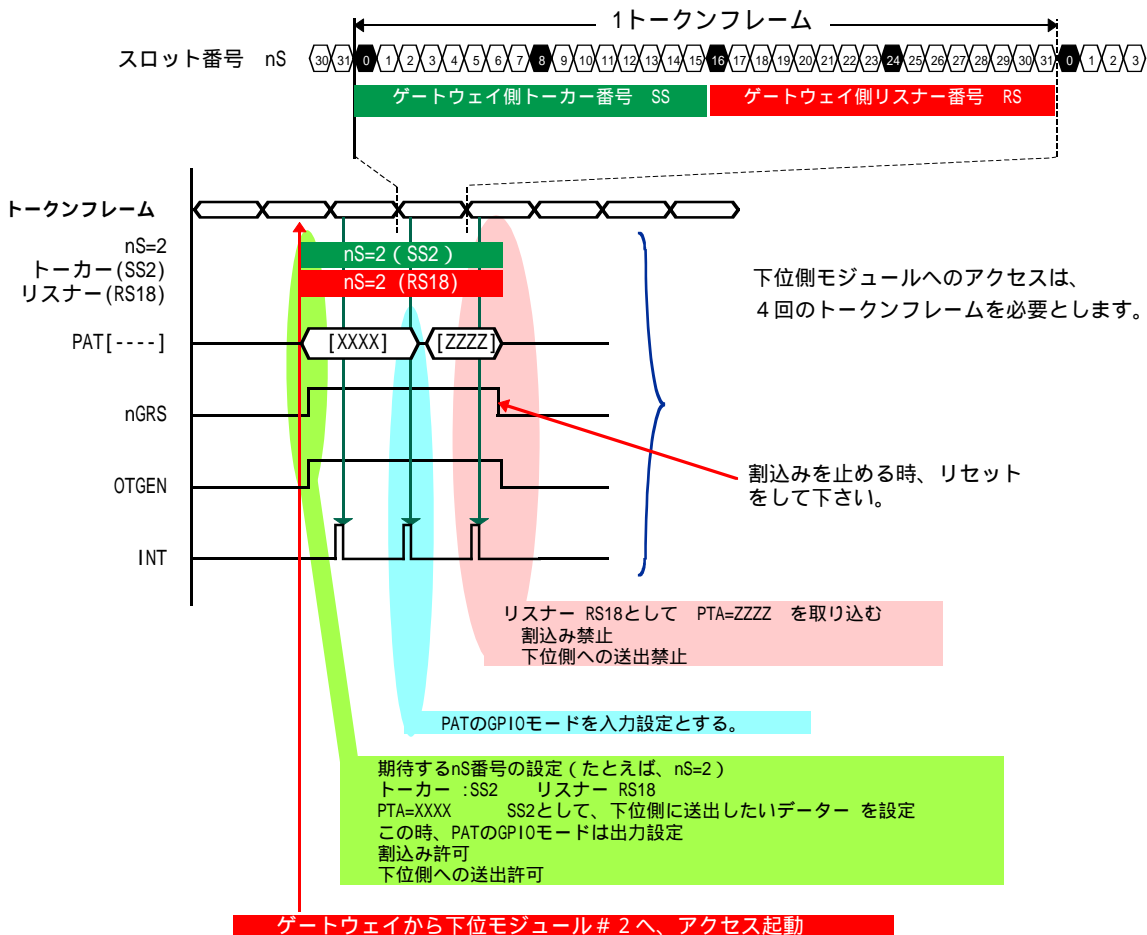 1トークンフレーム
スロット番号 nS 30 31 0 1 2 3 4 5 6 7 8 9 10 11 12 13 14 15 16 17 18 19 20 21 22 23 24 25 26 27 28 29 30 31 0 1 2 3
ゲートウェイ側トーカー番号 SS ゲートウェイ側リスナー番号 RS
トークンフレーム
nS=2
トーカー(SS2)
リスナー(RS18)
nS=2 ( SS2 )
nS=2 (RS18)
下位側モジュールへのアクセスは、
4回のトークンフレームを必要とします。
PAT[----]
[XXXX] [ZZZZ]
nGRS
割込みを止める時、リセット
をして下さい。
OTGEN
INT
リスナー RS18として PTA=ZZZZ を取り込む
割込み禁止
下位側への送出禁止
PATのGPIOモードを入力設定とする。
期待するnS番号の設定(たとえば、nS=2)
トーカー :SS2 リスナー RS18
PTA=XXXX SS2として、下位側に送出したいデーター を設定
この時、PATのGPIOモードは出力設定
割込み許可
下位側への送出許可
ゲートウェイから下位モジュール#2へ、アクセス起動